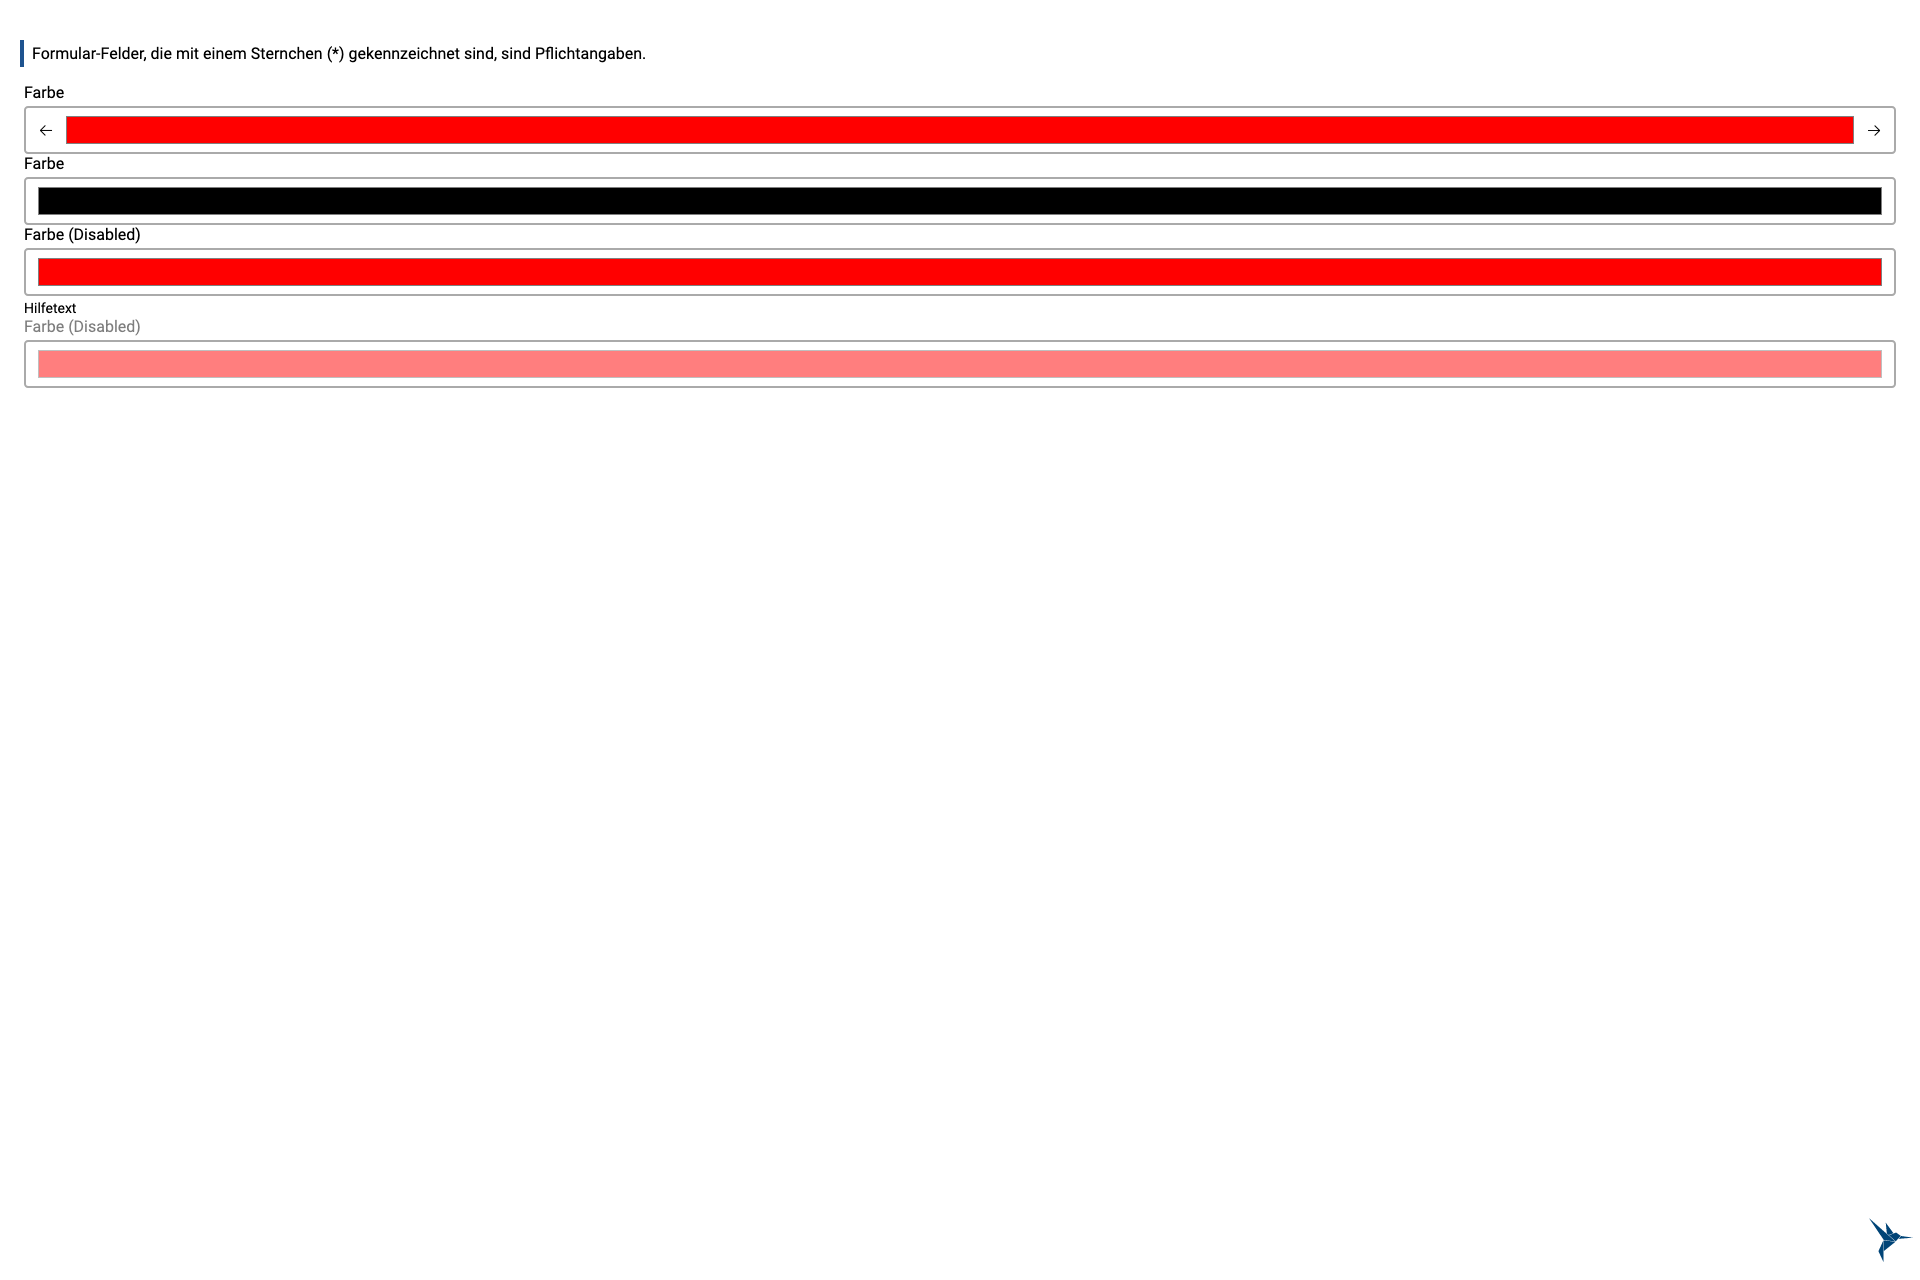 Formular-Felder, die mit einem Sternchen (*) gekennzeichnet sind, sind Pflichtangaben.
Farbe
Farbe
Farbe (Disabled)
Hilfetext
Farbe (Disabled)